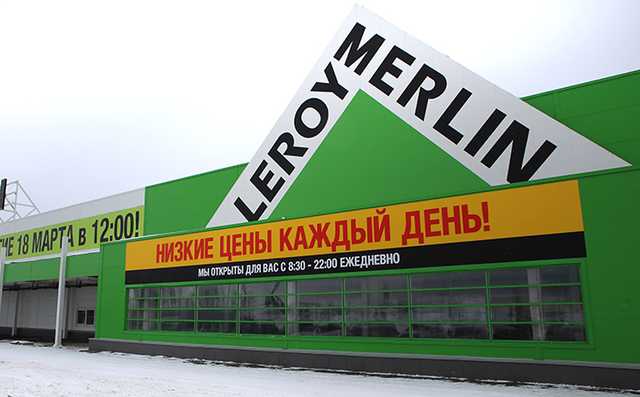 LEROY
MERLIN
18 МАРТА в 12:00!
НИЗКИЕ ЦЕНЫ КАЖДЫЙ ДЕНЬ!
МЫ ОТКРЫТЫ ДЛЯ ВАС С 8:30 - 22:00 ЕЖЕДНЕВНО